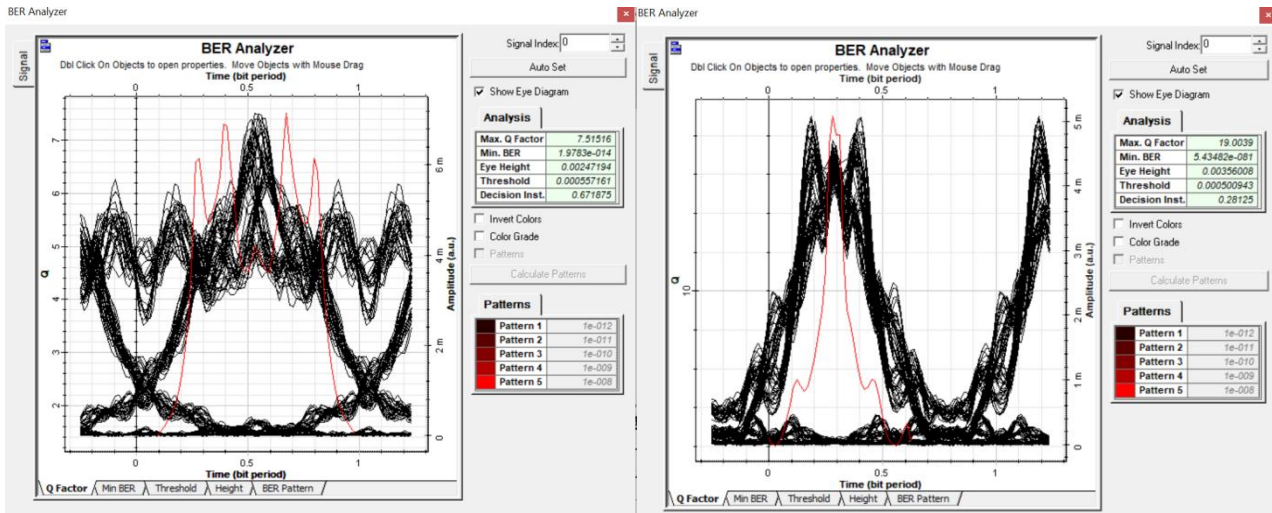 BER Analyzer
Signal
BER Analyzer
Dbl Click On Objects to open properties. Move Objects with Mouse Drag
Time (bit period)
0 0.5 1
7
6
5
4
3
2
Q
6 m
4 m
2 m
0
Amplitude (a.u.)
0 0.5 1
Time (bit period)
Q Factor Min BER Threshold Height BER Pattern
Signal Index: 0
Auto Set
Show Eye Diagram
Analysis
Max. Q Factor 7.51516
Min. BER 1.9783e-014
Eye Height 0.00247194
Threshold 0.000557161
Decision Inst. 0.671875
Invert Colors
Color Grade
Patterns
Calculate Patterns
Patterns
Pattern 1 1e-012
Pattern 2 1e-011
Pattern 3 1e-010
Pattern 4 1e-009
Pattern 5 1e-008
BER Analyzer
Signal
BER Analyzer
Dbl Click On Objects to open properties. Move Objects with Mouse Drag
Time (bit period)
0 0.5 1
10
Q
5 m
4 m
3 m
2 m
1 m
0
Amplitude (a.u.)
0 0.5 1
Time (bit period)
Q Factor Min BER Threshold Height BER Pattern
Signal Index: 0
Auto Set
Show Eye Diagram
Analysis
Max. Q Factor 19.0039
Min. BER 5.43482e-081
Eye Height 0.00356008
Threshold 0.000500943
Decision Inst. 0.28125
Invert Colors
Color Grade
Patterns
Calculate Patterns
Patterns
Pattern 1 1e-012
Pattern 2 1e-011
Pattern 3 1e-010
Pattern 4 1e-009
Pattern 5 1e-008